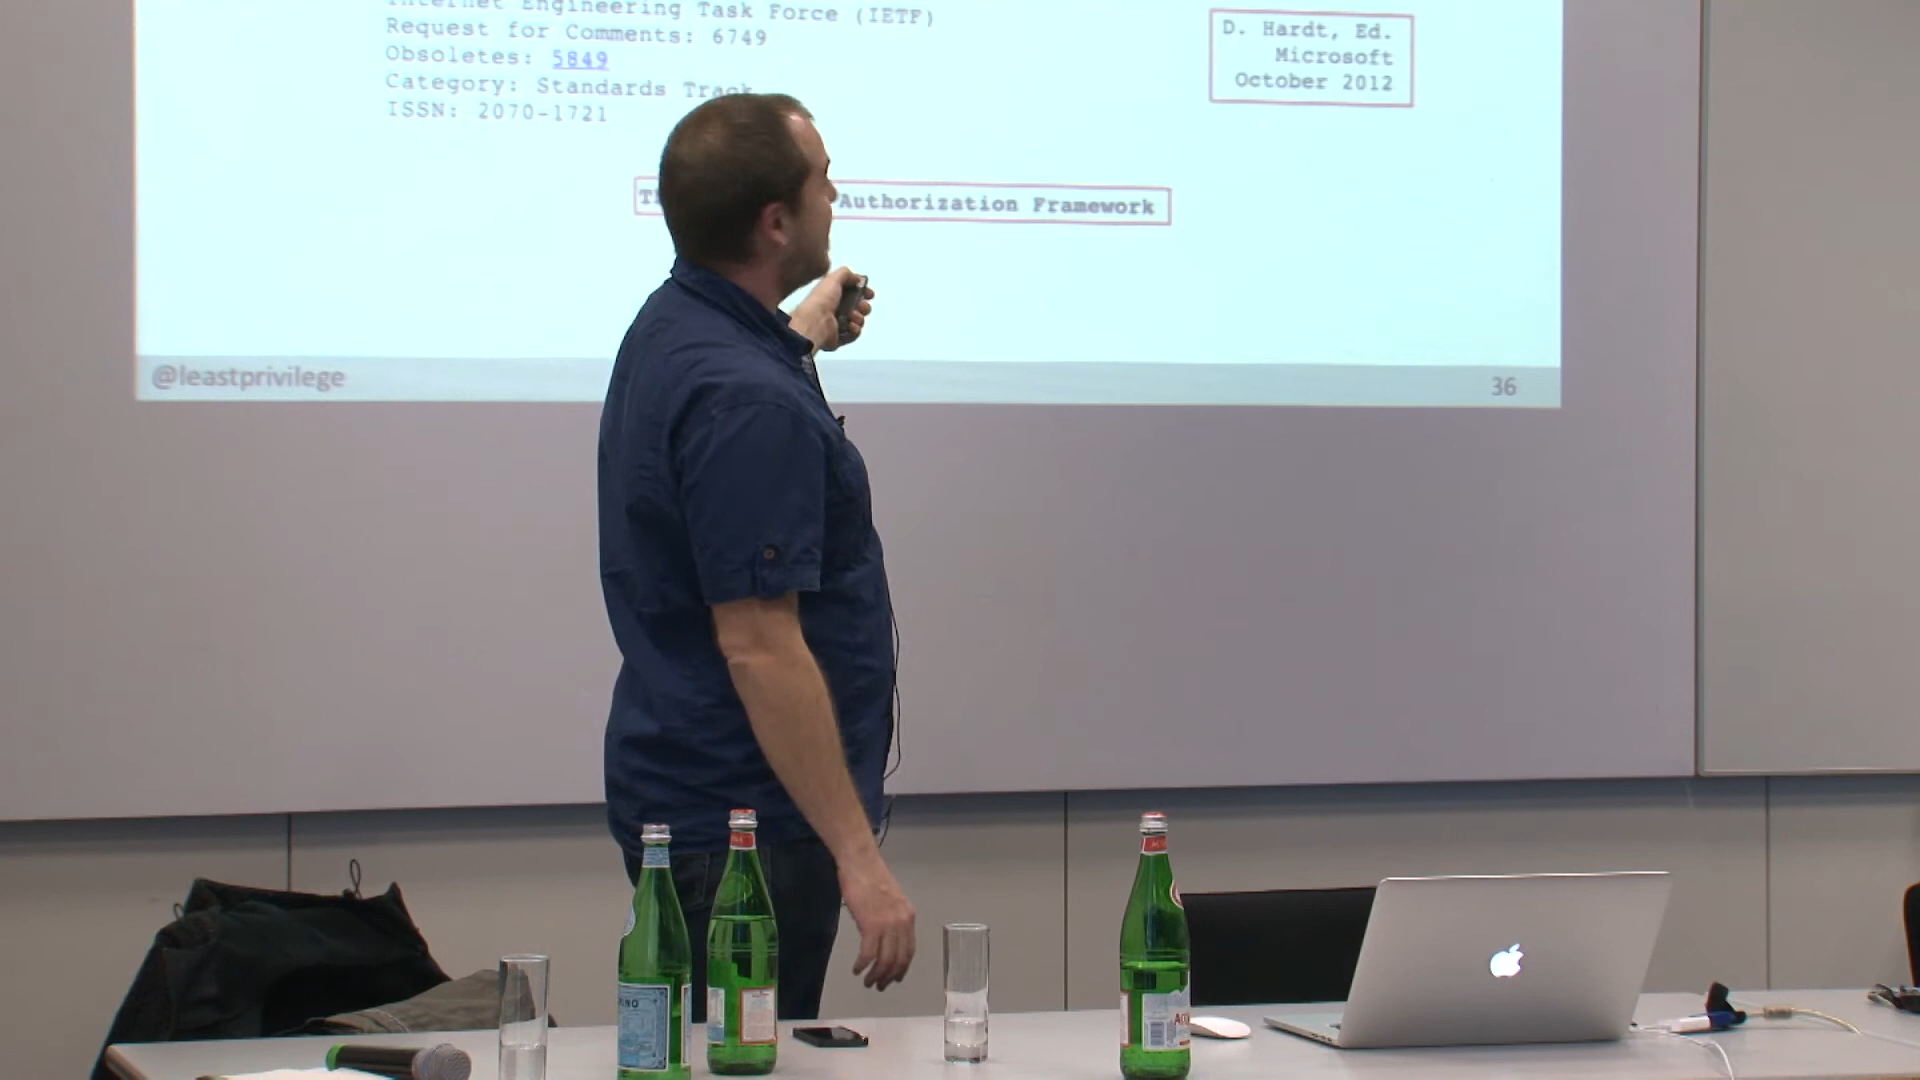 Internet Engineering Task Force (IETF)
Request for Comments: 6749
Obsoletes: 5849
Category: Standards Track
ISSN: 2070-1721
D. Hardt, Ed.
Microsoft
October 2012
Authorization Framework
@leastprivilege
36